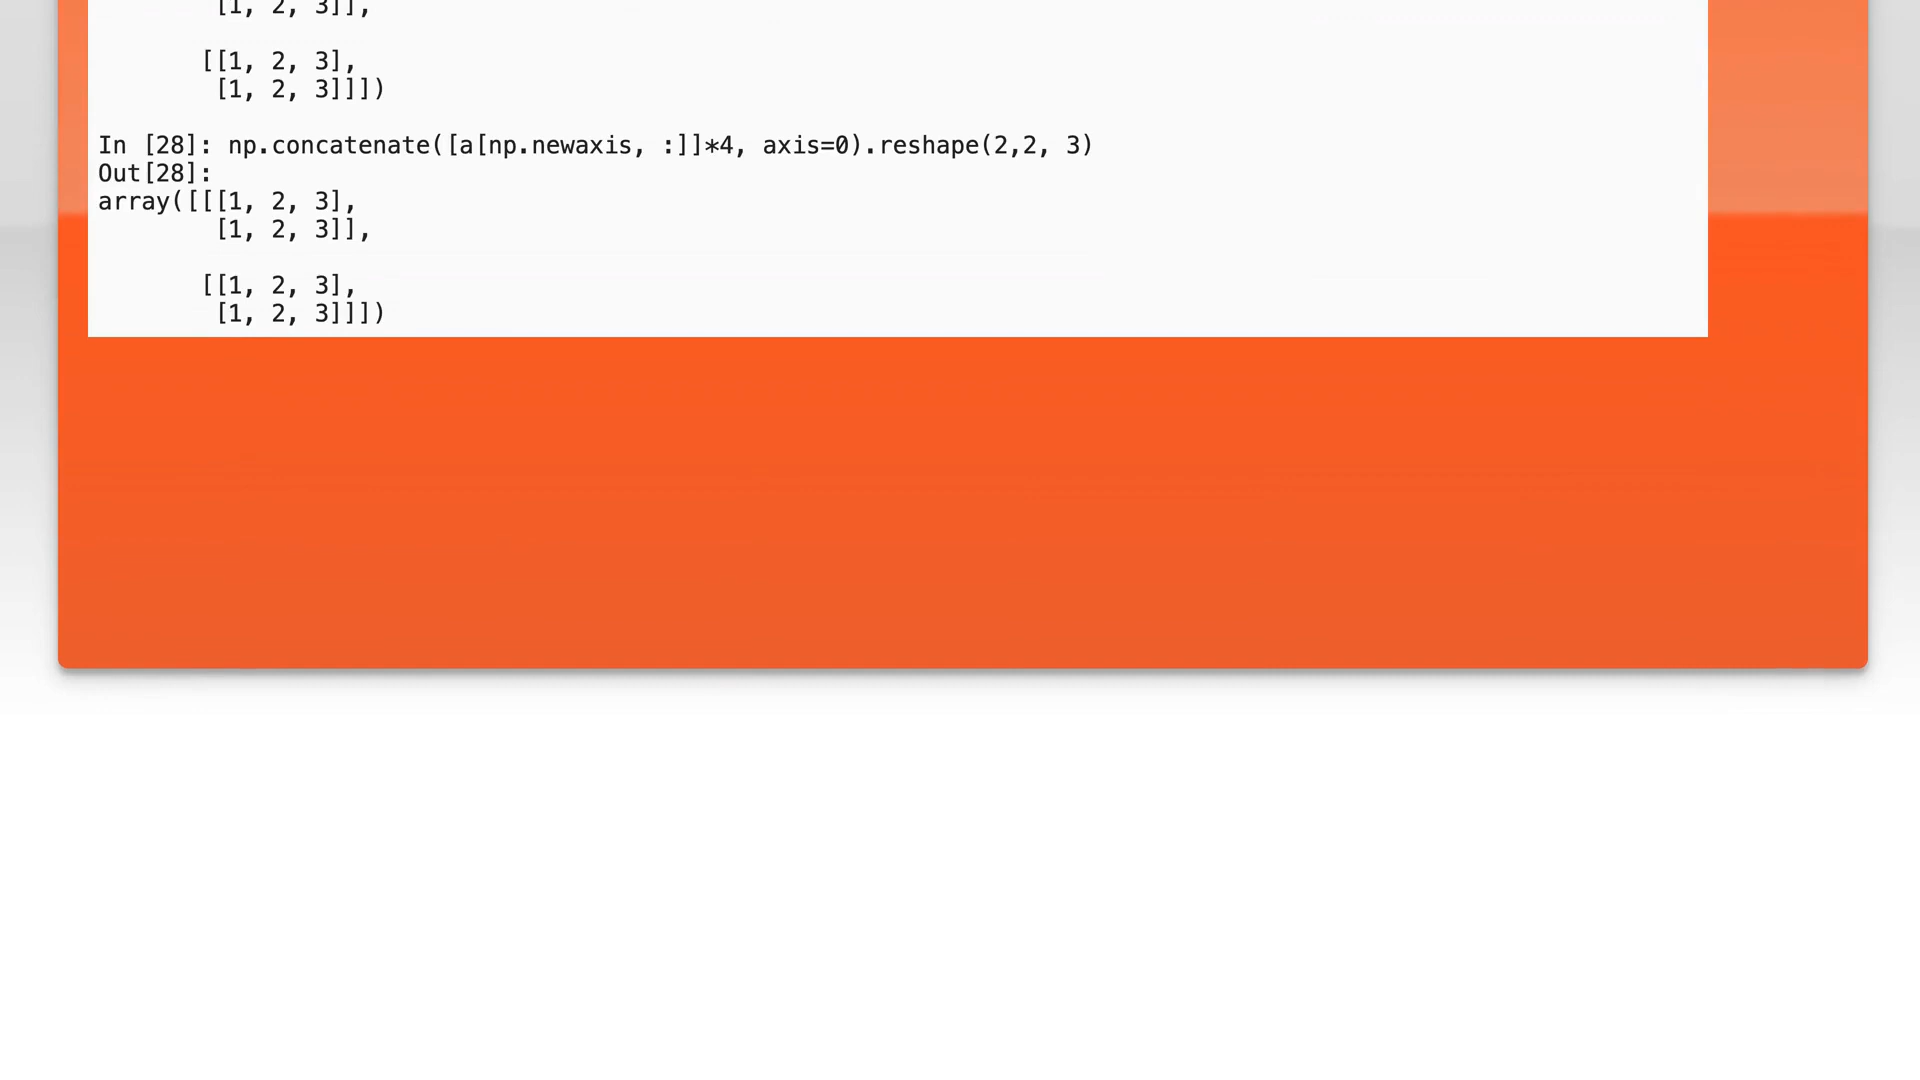 [1, 2, 3]],
[[1, 2, 3],
[1, 2, 3]]])
In [28]: np.concatenate([a[np.newaxis, :]]*4, axis=0).reshape(2,2, 3)
Out[28]:
array([[[1, 2, 3],
[1, 2, 3]],
[[1, 2, 3],
[1, 2, 3]]])